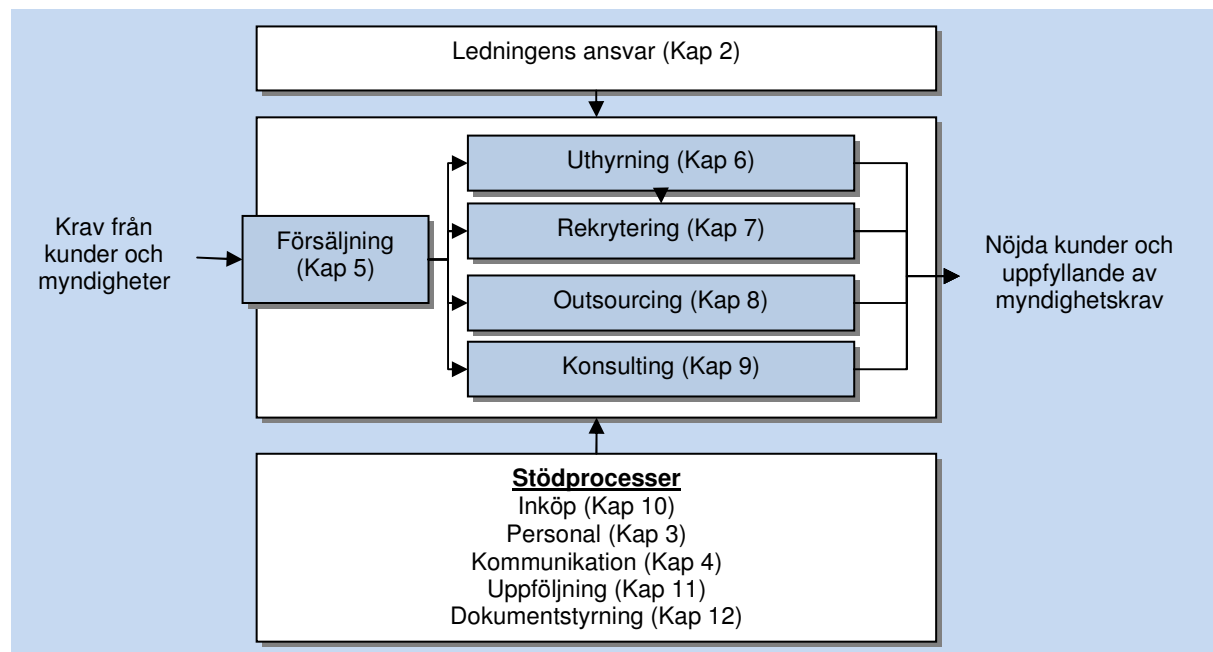 Ledningens ansvar (Kap 2)
Krav från
kunder och
myndigheter
Försäljning
(Kap 5)
Uthyrning (Kap 6)
Rekrytering (Kap 7)
Outsourcing (Kap 8)
Konsulting (Kap 9)
Nöjda kunder och
uppfyllande av
myndighetskrav
Stödprocesser
Inköp (Kap 10)
Personal (Kap 3)
Kommunikation (Kap 4)
Uppföljning (Kap 11)
Dokumentstyrning (Kap 12)